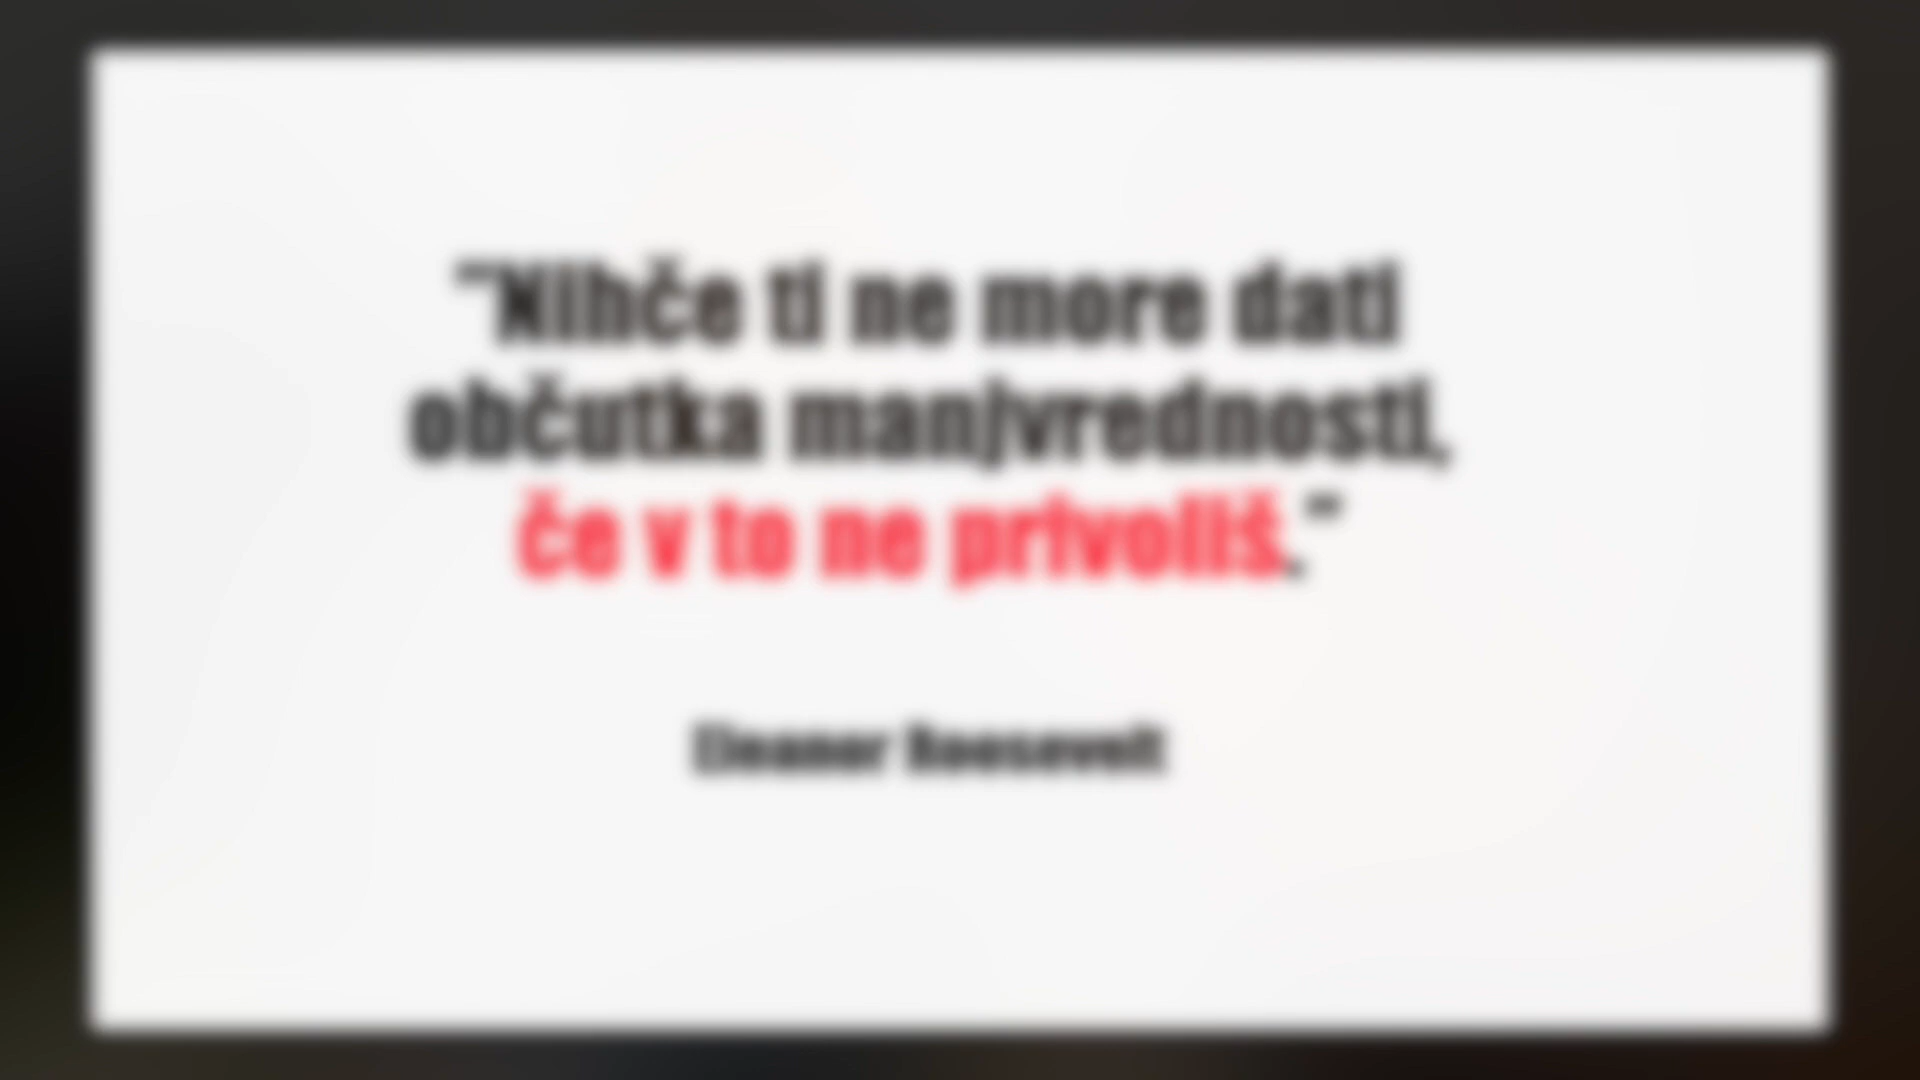 "Nihče ti ne more dati
občutka manjvrednosti,
če v to ne privoliš."
Eleanor Roosevelt